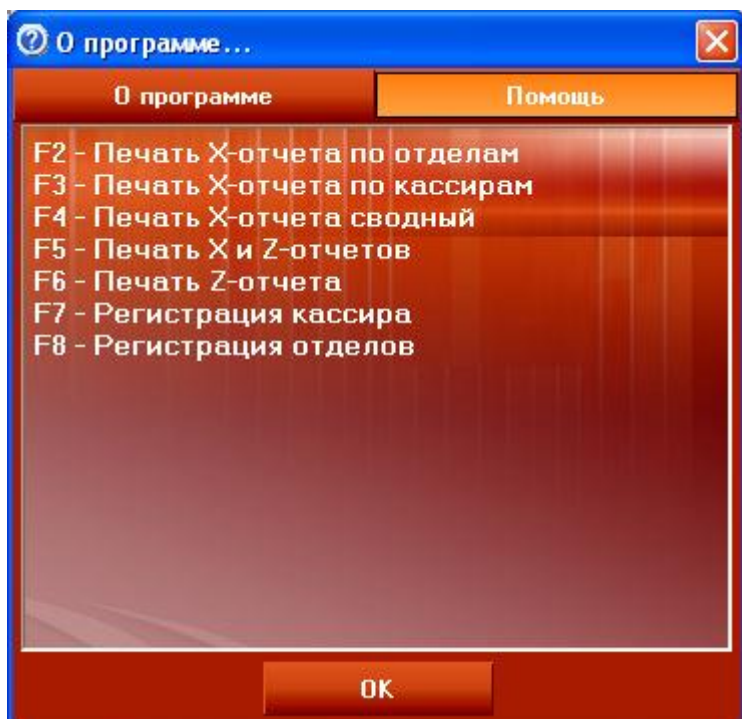 О программе...
О программе
Помощь
F2 - Печать X-отчета по отделам
F3 - Печать X-отчета по кассирам
F4 - Печать X-отчета сводный
F5 - Печать X и Z-отчетов
F6 - Печать Z-отчета
F7 - Регистрация кассира
F8 - Регистрация отделов
OK